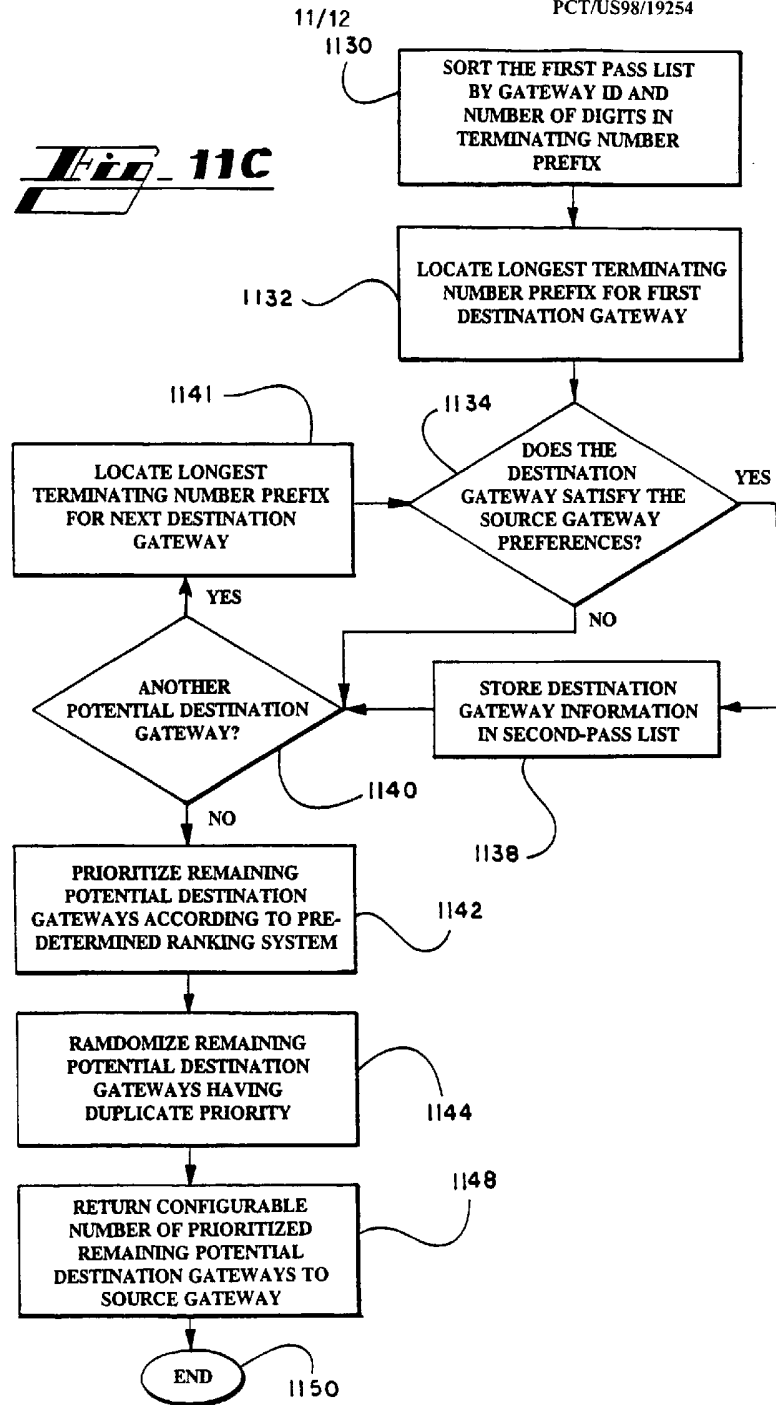 PCT/US98/19254
11/12
1130
SORT THE FIRST PASS LIST
BY GATEWAY ID AND
NUMBER OF DIGITS IN
TERMINATING NUMBER
PREFIX
Fig_ 11C
LOCATE LONGEST TERMINATING
NUMBER PREFIX FOR FIRST
DESTINATION GATEWAY
1132
1141
1134
LOCATE LONGEST
TERMINATING NUMBER PREFIX
FOR NEXT DESTINATION
GATEWAY
DOES THE
DESTINATION
GATEWAY SATISFY THE
SOURCE GATEWAY
PREFERENCES?
YES
YES
NO
ANOTHER
POTENTIAL DESTINATION
GATEWAY?
STORE DESTINATION
GATEWAY INFORMATION
IN SECOND-PASS LIST
1140
NO
1138
PRIORITIZE REMAINING
POTENTIAL DESTINATION
GATEWAYS ACCORDING TO PRE-
DETERMINED RANKING SYSTEM
1142
RAMDOMIZE REMAINING
POTENTIAL DESTINATION
GATEWAYS HAVING
DUPLICATE PRIORITY
1144
1148
RETURN CONFIGURABLE
NUMBER OF PRIORITIZED
REMAINING POTENTIAL
DESTINATION GATEWAYS TO
SOURCE GATEWAY
END
1150